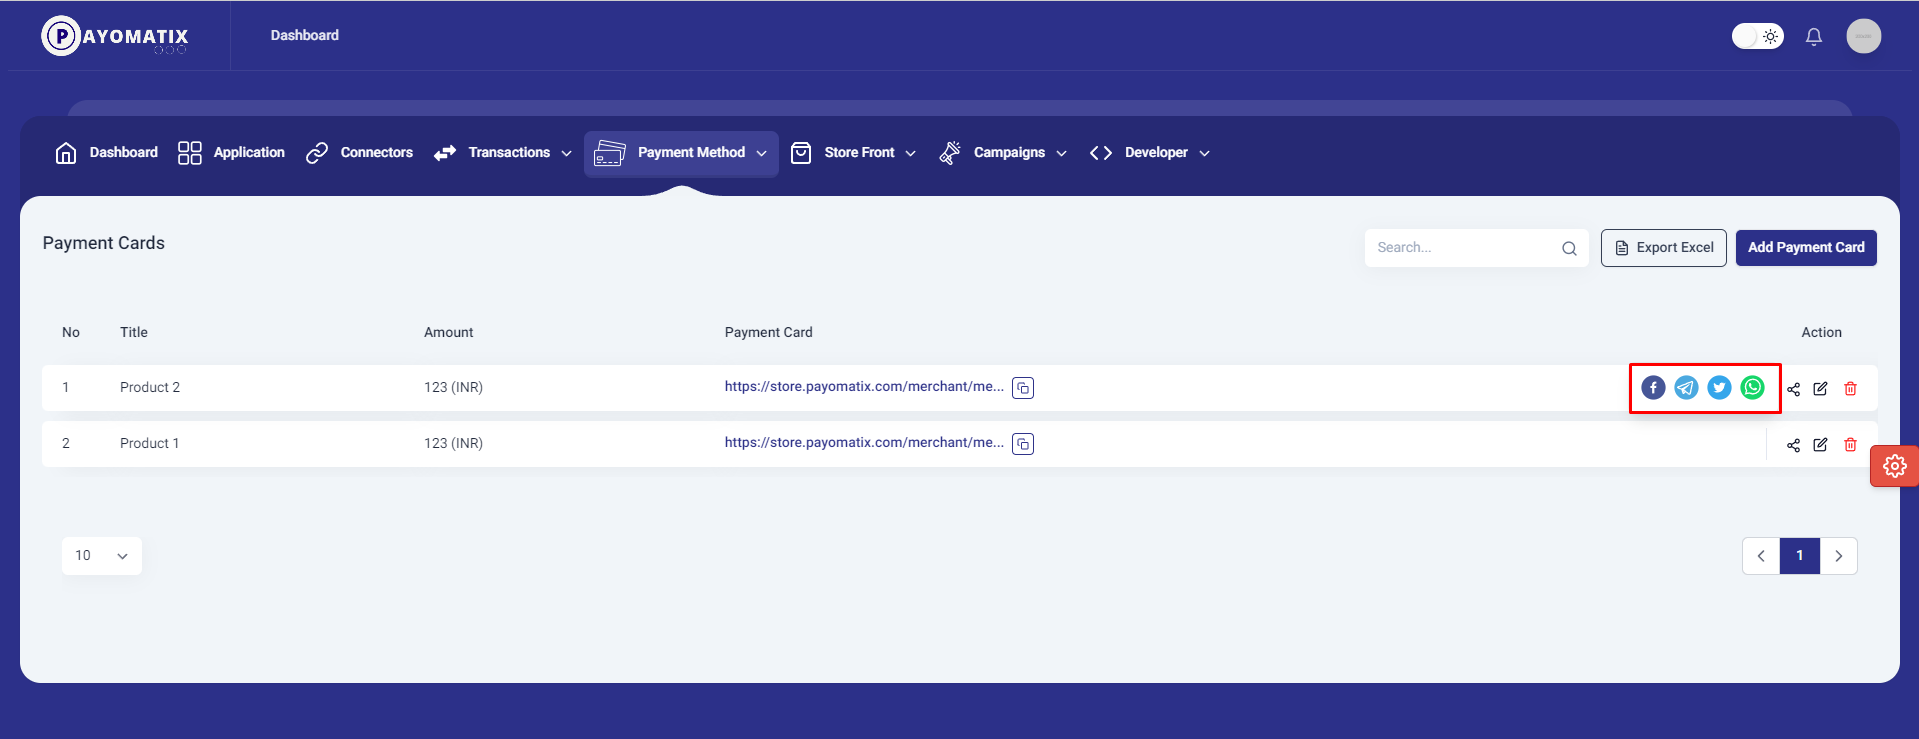 PAYOMATIX
Dashboard
Dashboard Application Connectors Transactions Payment Method Store Front Campaigns Developer
Payment Cards
Search... Export Excel Add Payment Card
No Title Amount Payment Card Action
1 Product 2 123 (INR) https://store.payomatix.com/merchant/me...
2 Product 1 123 (INR) https://store.payomatix.com/merchant/me...
10 1